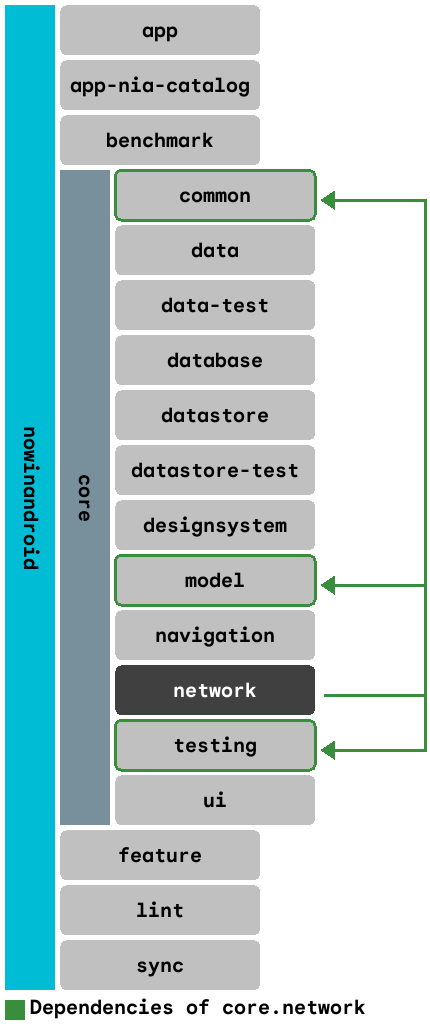 nowinandroid
app
app-nia-catalog
benchmark
core
common
data
data-test
database
datastore
datastore-test
designsystem
model
navigation
network
testing
ui
feature
lint
sync
Dependencies of core.network